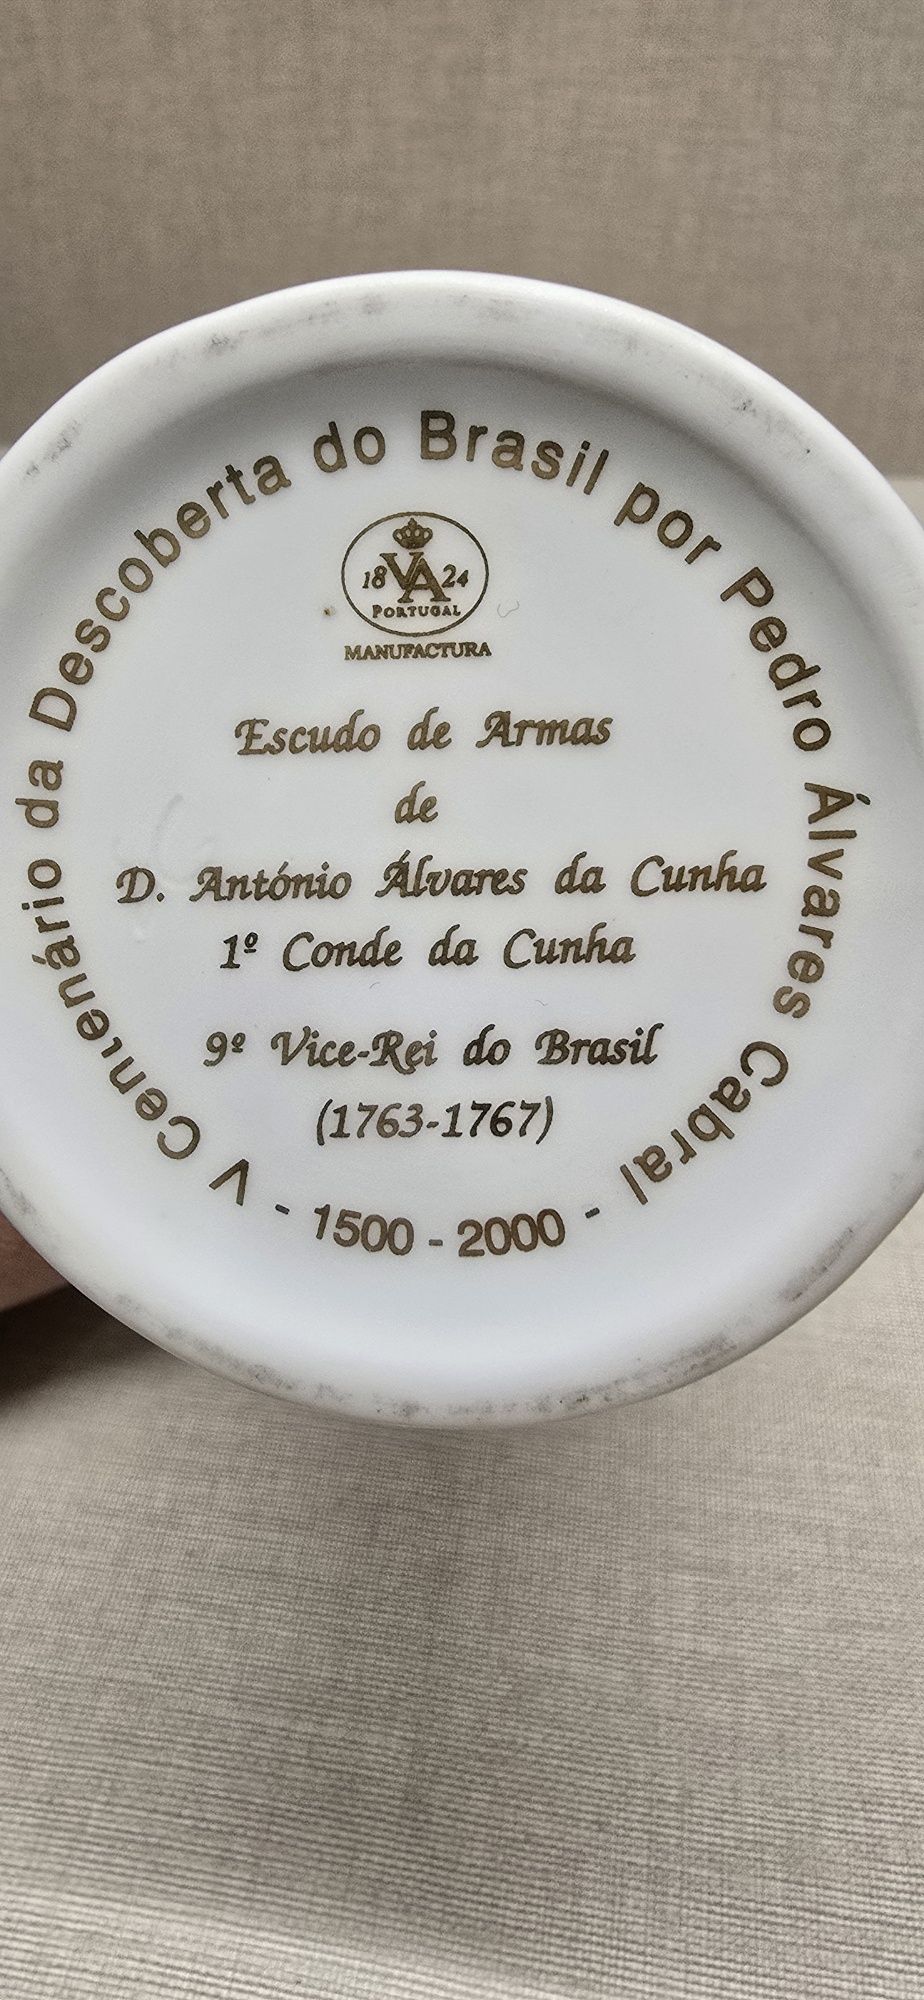 V Centenário da Descoberta do Brasil por Pedro Álvares Cabral - 1500 - 2000 -
18 VA 24
PORTUGAL
MANUFACTURA
Escudo de Armas
de
D. António Álvares da Cunha
1º Conde da Cunha
9º Vice-Rei do Brasil
(1763-1767)